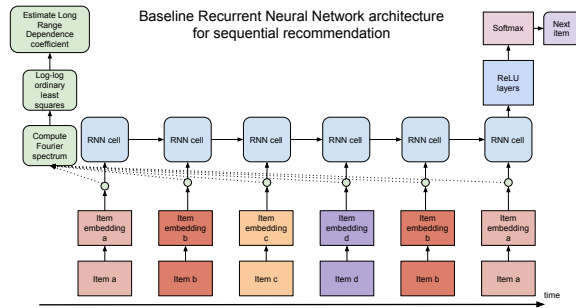 Baseline Recurrent Neural Network architecture
for sequential recommendation
Estimate Long
Range
Dependence
coefficient
Log-log
ordinary
least
squares
Compute
Fourier
spectrum
Softmax
Next
item
ReLU
layers
RNN cell
RNN cell
RNN cell
RNN cell
RNN cell
RNN cell
Item
embedding
a
Item
embedding
b
Item
embedding
c
Item
embedding
d
Item
embedding
b
Item
embedding
a
Item a
Item b
Item c
Item d
Item b
Item a
time